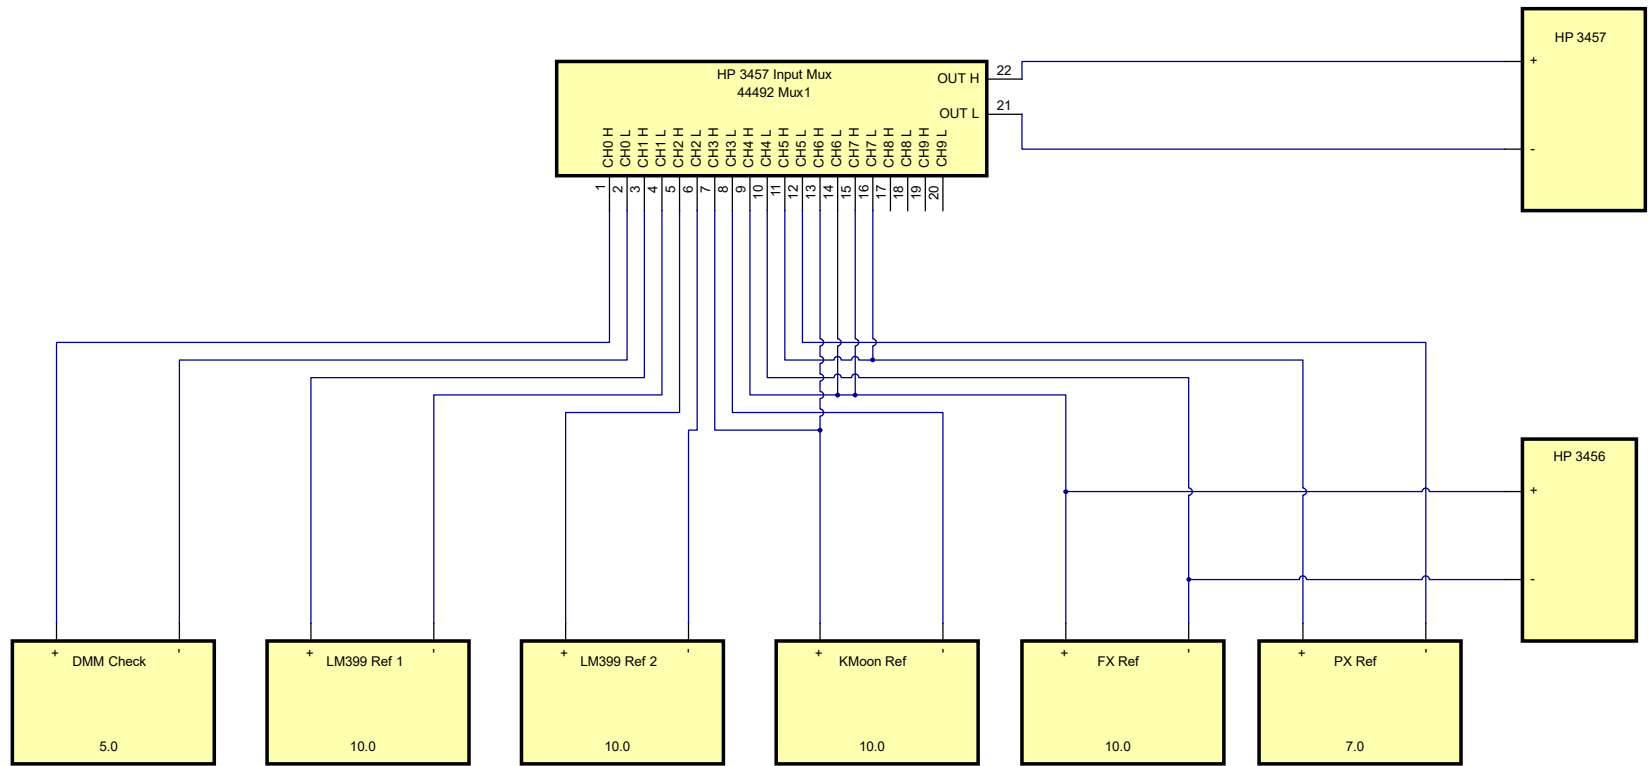 HP 3457
+
-
HP 3457 Input Mux
44492 Mux1
OUT H
22
OUT L
21
CH0 H
CH0 L
CH1 H
CH1 L
CH2 H
CH2 L
CH3 H
CH3 L
CH4 H
CH4 L
CH5 H
CH5 L
CH6 H
CH6 L
CH7 H
CH7 L
CH8 H
CH8 L
CH9 H
CH9 L
1
2
3
4
5
6
7
8
9
10
11
12
13
14
15
16
17
18
19
20
HP 3456
+
-
+ DMM Check -
5.0
+ LM399 Ref 1 -
10.0
+ LM399 Ref 2 -
10.0
+ KMoon Ref -
10.0
+ FX Ref -
10.0
+ PX Ref -
7.0